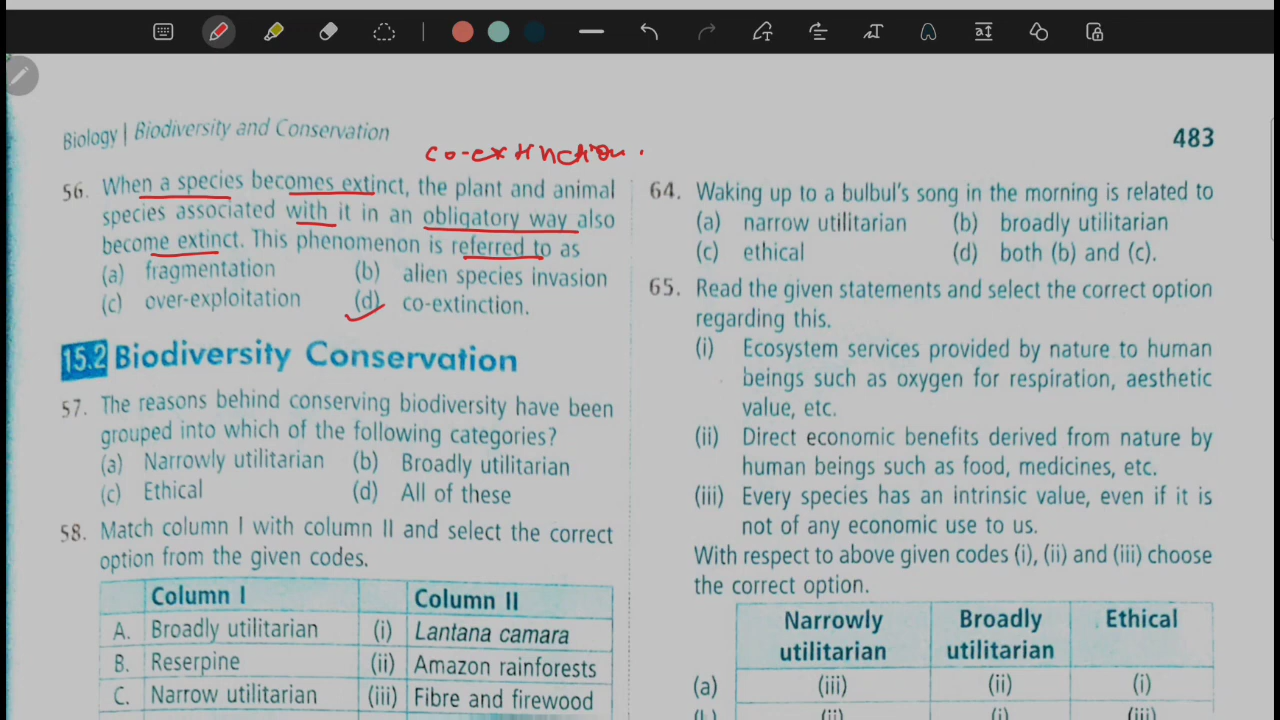 Biology | Biodiversity and Conservation
483
co-extinction.
56. When a species becomes extinct, the plant and animal
species associated with it in an obligatory way also
become extinct. This phenomenon is referred to as
(a) fragmentation (b) alien species invasion
(c) over-exploitation (d) co-extinction.
15.2 Biodiversity Conservation
57. The reasons behind conserving biodiversity have been
grouped into which of the following categories?
(a) Narrowly utilitarian (b) Broadly utilitarian
(c) Ethical (d) All of these
58. Match column I with column II and select the correct
option from the given codes.
Column I Column II
A. Broadly utilitarian (i) Lantana camara
B. Reserpine (ii) Amazon rainforests
C. Narrow utilitarian (iii) Fibre and firewood
64. Waking up to a bulbul's song in the morning is related to
(a) narrow utilitarian (b) broadly utilitarian
(c) ethical (d) both (b) and (c).
65. Read the given statements and select the correct option
regarding this.
(i) Ecosystem services provided by nature to human
beings such as oxygen for respiration, aesthetic
value, etc.
(ii) Direct economic benefits derived from nature by
human beings such as food, medicines, etc.
(iii) Every species has an intrinsic value, even if it is
not of any economic use to us.
With respect to above given codes (i), (ii) and (iii) choose
the correct option.
Narrowly Broadly Ethical
utilitarian utilitarian
(a) (iii) (ii) (i)
(b) (ii) (i) (iii)